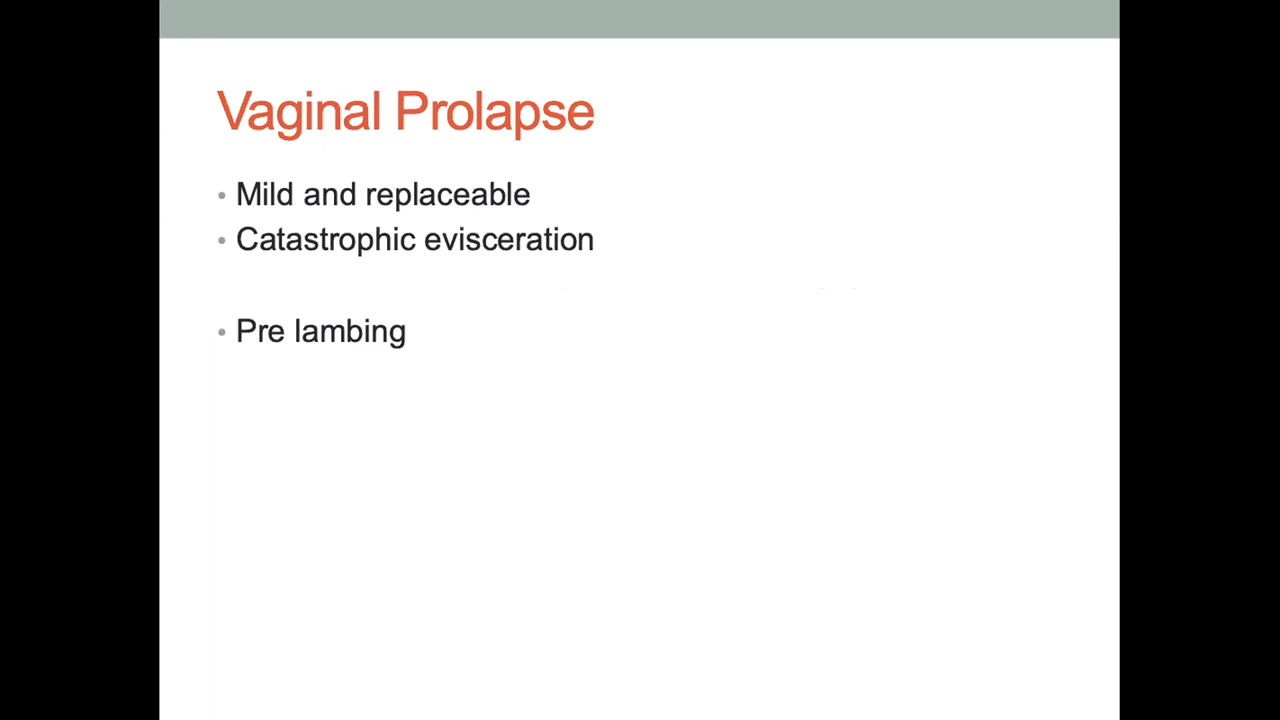 Vaginal Prolapse
• Mild and replaceable
• Catastrophic evisceration
• Pre lambing